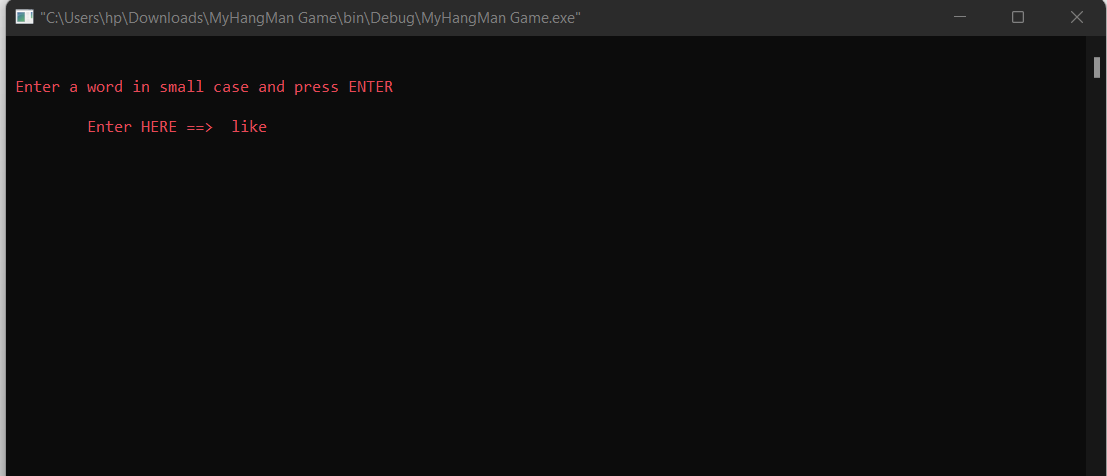 "C:\Users\hp\Downloads\MyHangMan Game\bin\Debug\MyHangMan Game.exe"
Enter a word in small case and press ENTER
Enter HERE ==>  like